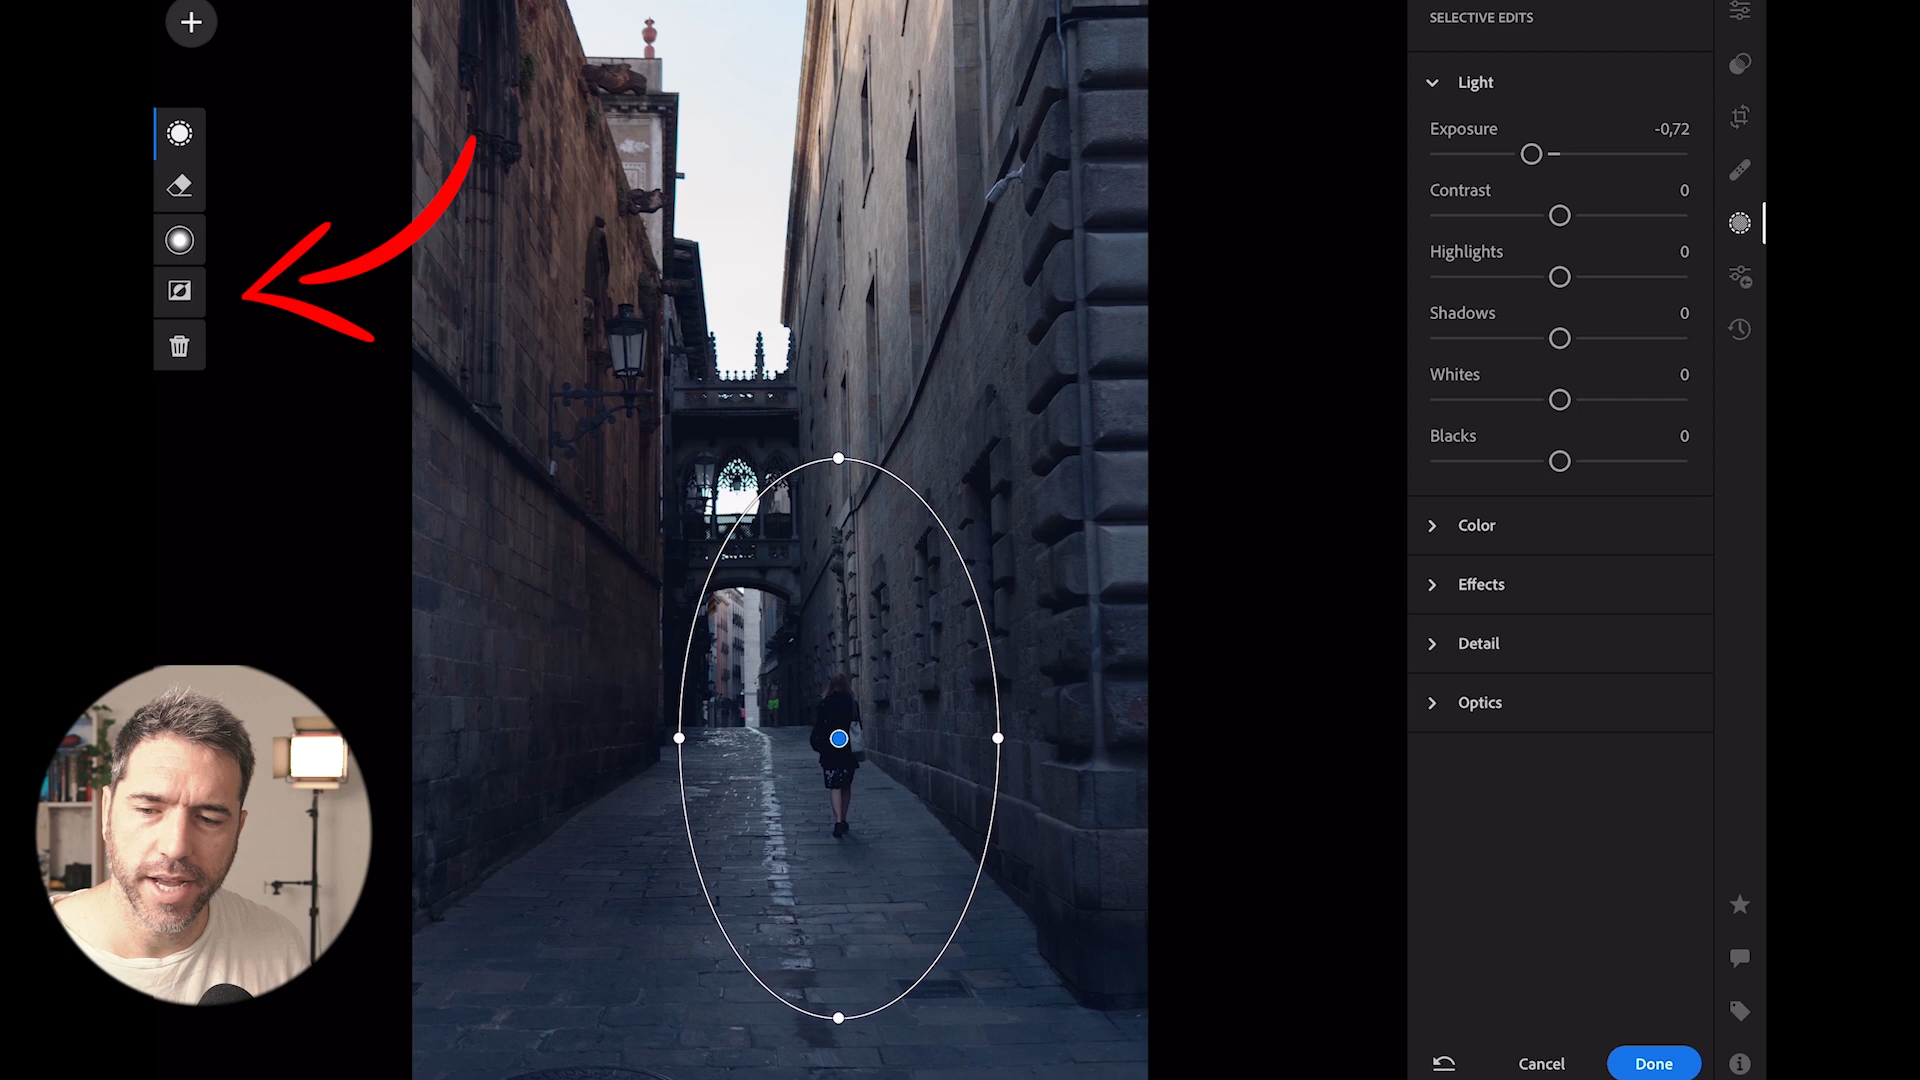 SELECTIVE EDITS
Light
Exposure -0,72
Contrast 0
Highlights 0
Shadows 0
Whites 0
Blacks 0
Color
Effects
Detail
Optics
Cancel Done